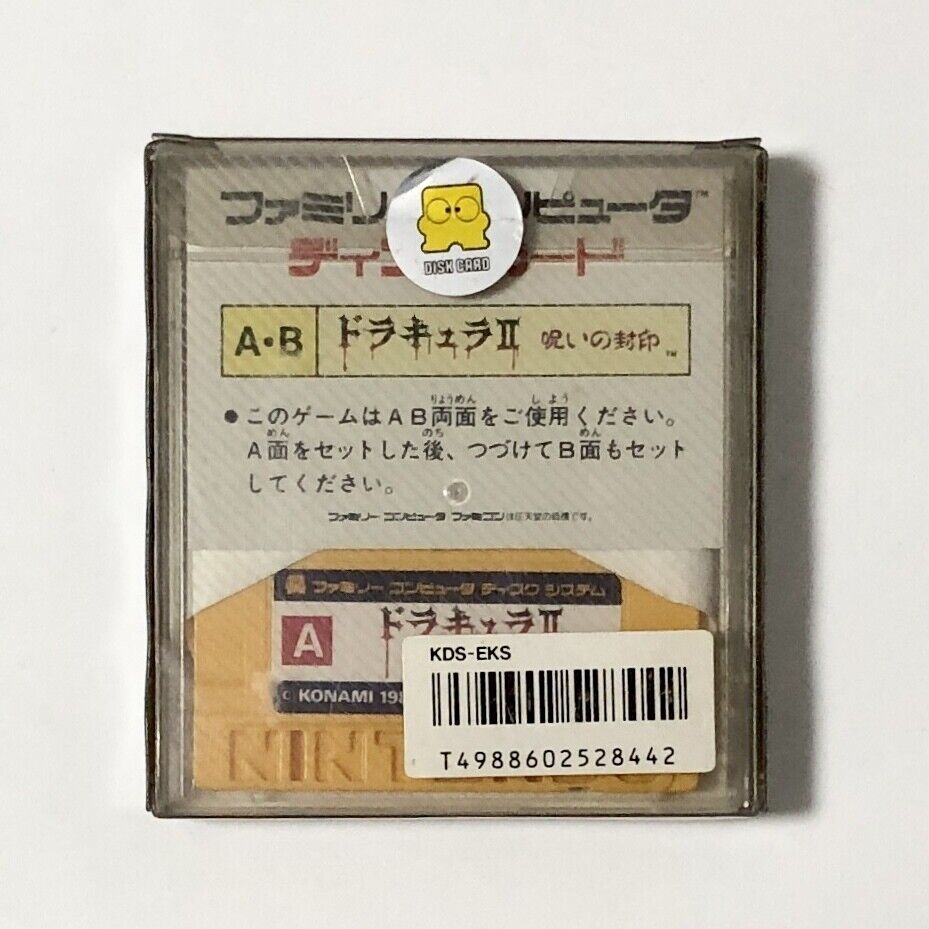 ファミリ ンピュータ™
ディ ード
DISK CARD
A・B ドラキュラII 呪いの封印™
りょうめん しよう
●このゲームはAB両面をご使用ください。
めん のち めん
A面をセットした後、つづけてB面もセット
してください。
ファミリー コンピュータ ファミコンは任天堂の商標です。
ファミリー コンピュータ ディスク システム
A ドラキュラII
© KONAMI 198
KDS-EKS
T4988602528442
NINT